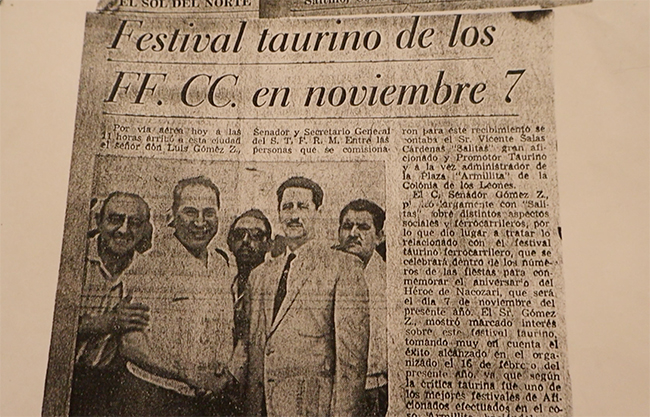 EL SOL DEL NORTE
Festival taurino de los
FF. CC. en noviembre 7
Por vía aérea hoy a las
11 horas arribó a esta ciudad
el señor don Luis Gómez Z.,
Senador y Secretario General
del S. T. F. R. M. Entre las
personas que se comisiona-
ron para este recibimiento se
contaba el Sr. Vicente Salas
Cárdenas "Salitas" gran afi-
cionado y Promotor Taurino
y a la vez administrador de
la Plaza "Armillita" de la
Colonia de los Leones.
El C. Senador Gómez Z.,
largamente con "Sali-
tas" sobre distintos aspectos
sociales y ferrocarrileros, por
lo que dio lugar a tratar lo
relacionado con el festival
taurino ferrocarrilero, que se
celebrará dentro de los núme-
ros de las fiestas para con-
memorar el aniversario del
Héroe de Nacozari, que será
el día 7 de noviembre del
presente año. El Sr. Gómez
Z., mostró marcado interés
sobre este festival taurino,
tomando muy en cuenta el
éxito alcanzado en el or-
ganizado el 16 de febrero del
presente año, ya que según
la crítica taurina fue uno de
los mejores festivales de Afi-
cionados efectuados en el co-